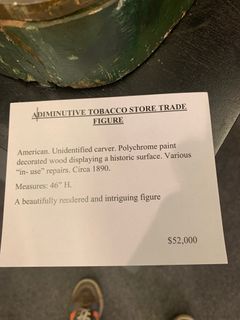 A DIMINUTIVE TOBACCO STORE TRADE
FIGURE
American. Unidentified carver. Polychrome paint
decorated wood displaying a historic surface. Various
“in- use” repairs. Circa 1890.
Measures: 46” H.
A beautifully rendered and intriguing figure
$52,000